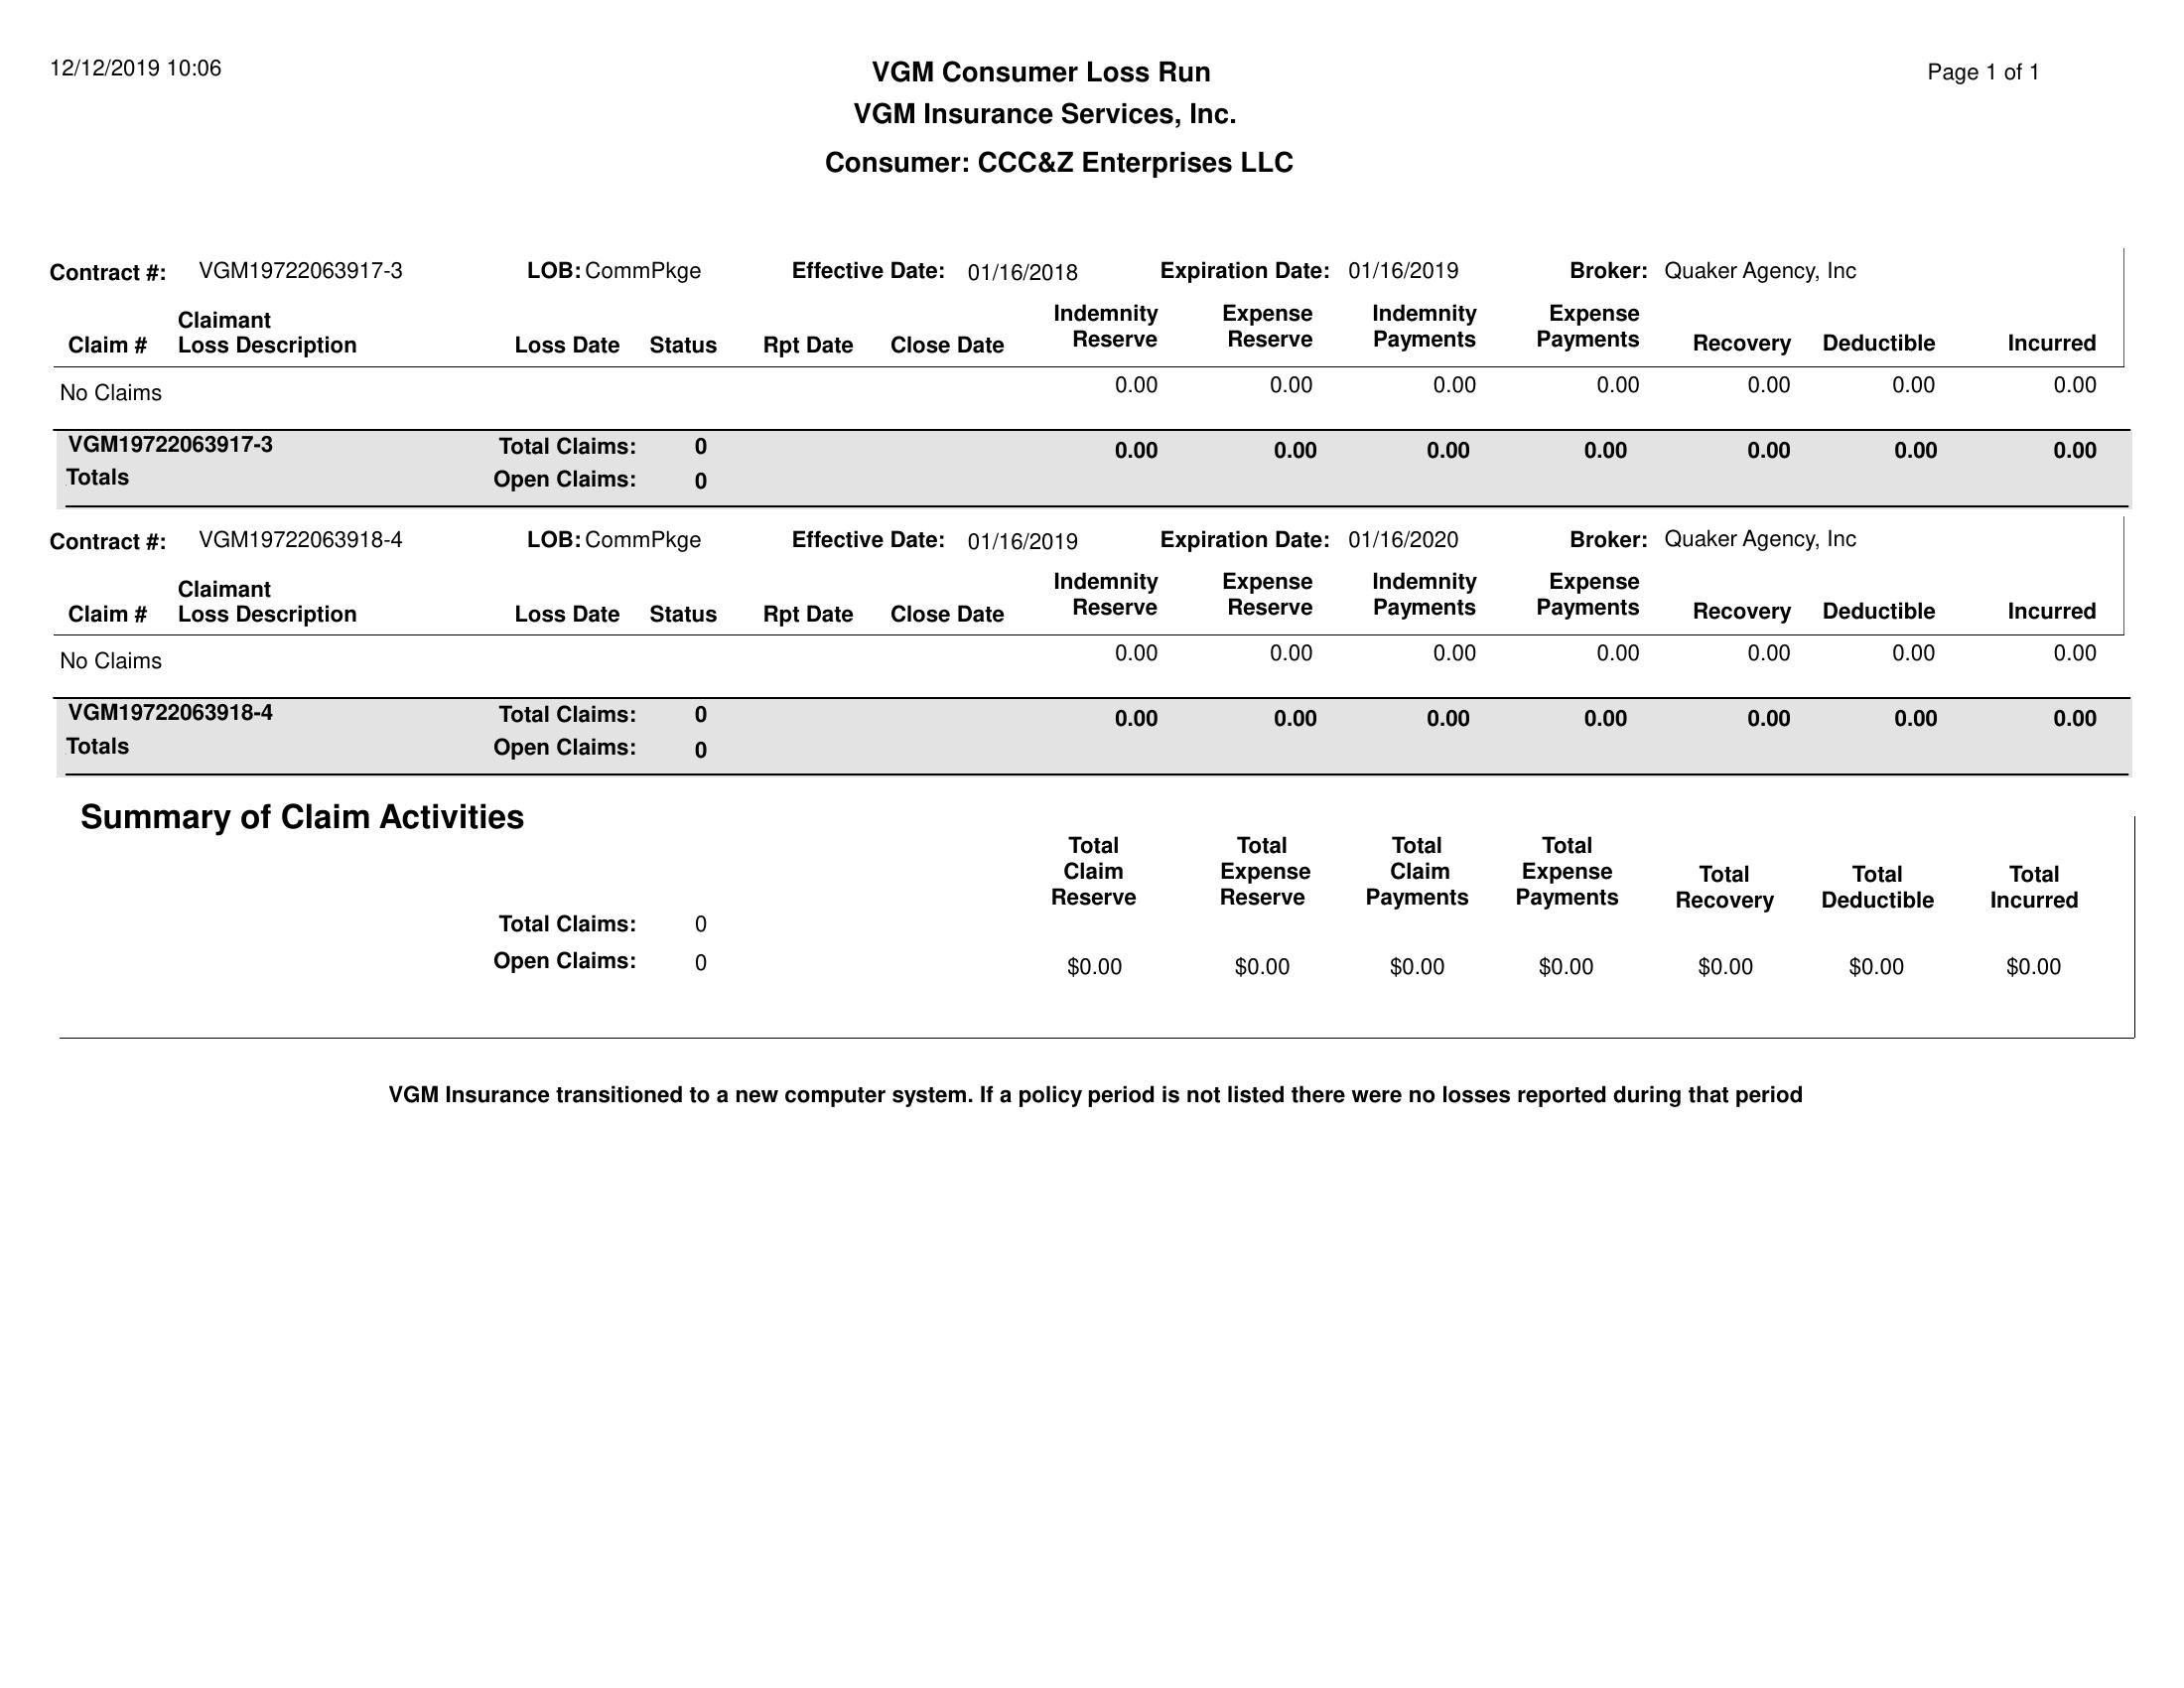 12/12/2019 10:06
VGM Consumer Loss Run
Page 1 of 1
VGM Insurance Services, Inc.
Consumer: CCC&Z Enterprises LLC
Contract #: VGM19722063917-3 LOB: CommPkge Effective Date: 01/16/2018 Expiration Date: 01/16/2019 Broker: Quaker Agency, Inc
Claimant Indemnity Expense Indemnity Expense
Claim # Loss Description Loss Date Status Rpt Date Close Date Reserve Reserve Payments Payments Recovery Deductible Incurred
No Claims 0.00 0.00 0.00 0.00 0.00 0.00 0.00
VGM19722063917-3 Total Claims: 0 0.00 0.00 0.00 0.00 0.00 0.00 0.00
Totals Open Claims: 0
Contract #: VGM19722063918-4 LOB: CommPkge Effective Date: 01/16/2019 Expiration Date: 01/16/2020 Broker: Quaker Agency, Inc
Claimant Indemnity Expense Indemnity Expense
Claim # Loss Description Loss Date Status Rpt Date Close Date Reserve Reserve Payments Payments Recovery Deductible Incurred
No Claims 0.00 0.00 0.00 0.00 0.00 0.00 0.00
VGM19722063918-4 Total Claims: 0 0.00 0.00 0.00 0.00 0.00 0.00 0.00
Totals Open Claims: 0
Summary of Claim Activities
Total Total Total Total
Claim Expense Claim Expense Total Total Total
Reserve Reserve Payments Payments Recovery Deductible Incurred
Total Claims: 0
Open Claims: 0 $0.00 $0.00 $0.00 $0.00 $0.00 $0.00 $0.00
VGM Insurance transitioned to a new computer system. If a policy period is not listed there were no losses reported during that period